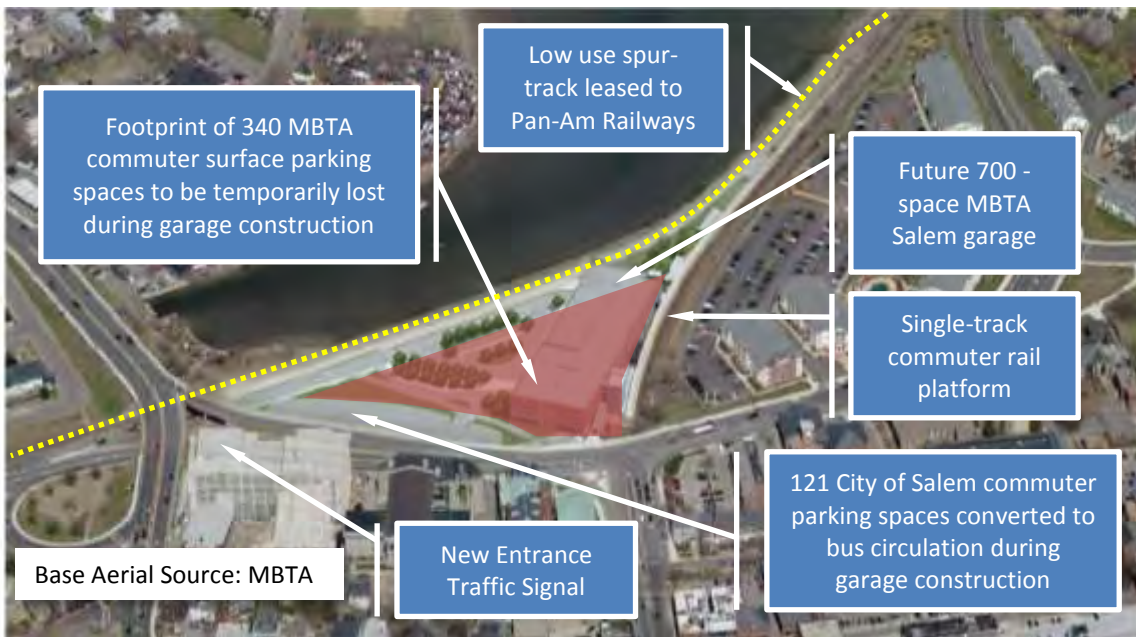 Low use spur-
track leased to
Pan-Am Railways
Footprint of 340 MBTA
commuter surface parking
spaces to be temporarily lost
during garage construction
Future 700 -
space MBTA
Salem garage
Single-track
commuter rail
platform
121 City of Salem commuter
parking spaces converted to
bus circulation during
garage construction
New Entrance
Traffic Signal
Base Aerial Source: MBTA